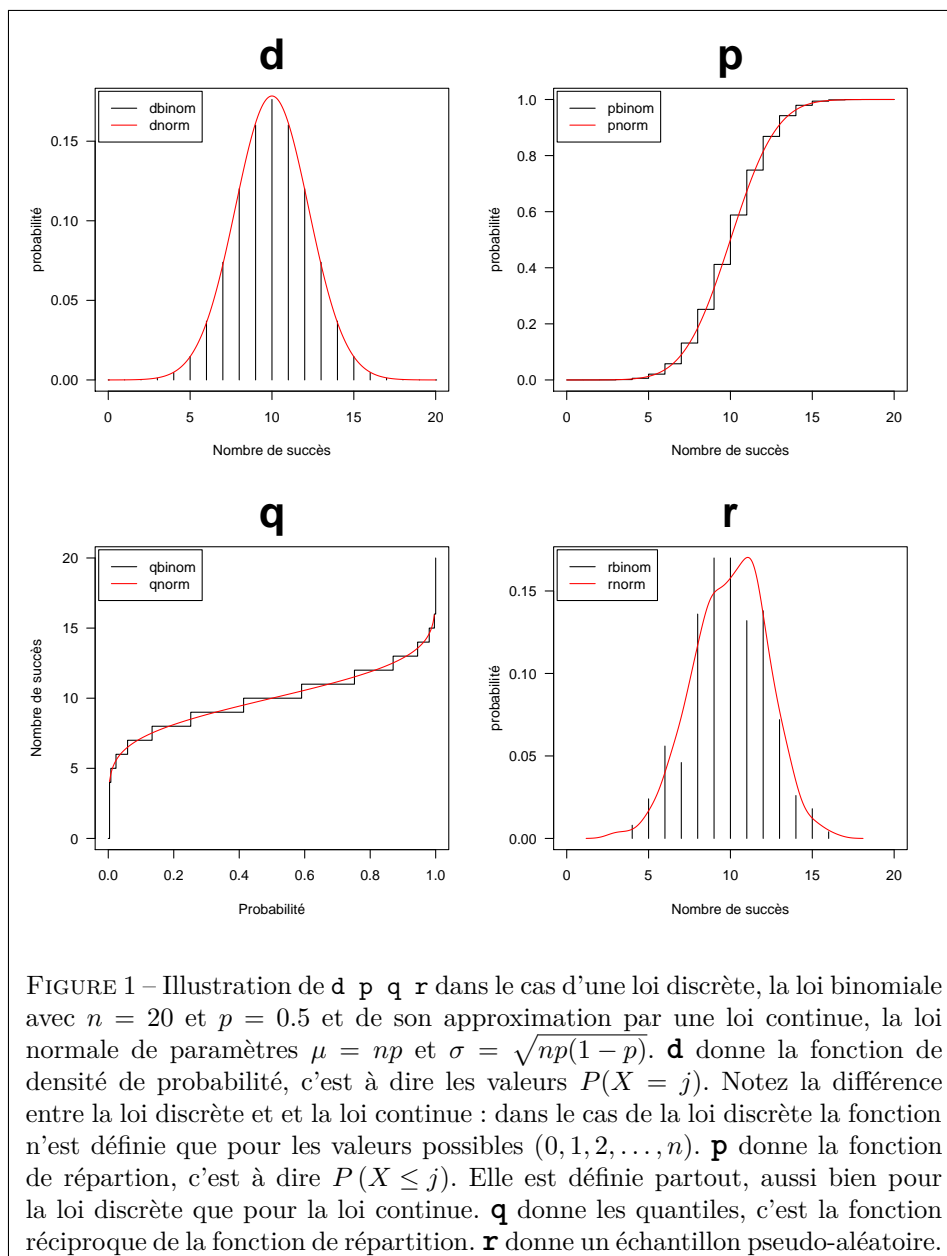 d
dbinom
dnorm
probabilité
0.15
0.10
0.05
0.00
0 5 10 15 20
Nombre de succès
p
pbinom
pnorm
probabilité
1.0
0.8
0.6
0.4
0.2
0.0
0 5 10 15 20
Nombre de succès
q
qbinom
qnorm
Nombre de succès
20
15
10
5
0
0.0 0.2 0.4 0.6 0.8 1.0
Probabilité
r
rbinom
rnorm
probabilité
0.15
0.10
0.05
0.00
0 5 10 15 20
Nombre de succès
FIGURE 1 – Illustration de d p q r dans le cas d'une loi discrète, la loi binomiale
avec n = 20 et p = 0.5 et de son approximation par une loi continue, la loi
normale de paramètres μ = np et σ = √np(1 − p). d donne la fonction de
densité de probabilité, c'est à dire les valeurs P(X = j). Notez la différence
entre la loi discrète et et la loi continue : dans le cas de la loi discrète la fonction
n'est définie que pour les valeurs possibles (0, 1, 2, . . . , n). p donne la fonction
de répartion, c'est à dire P (X ≤ j). Elle est définie partout, aussi bien pour
la loi discrète que pour la loi continue. q donne les quantiles, c'est la fonction
réciproque de la fonction de répartition. r donne un échantillon pseudo-aléatoire.